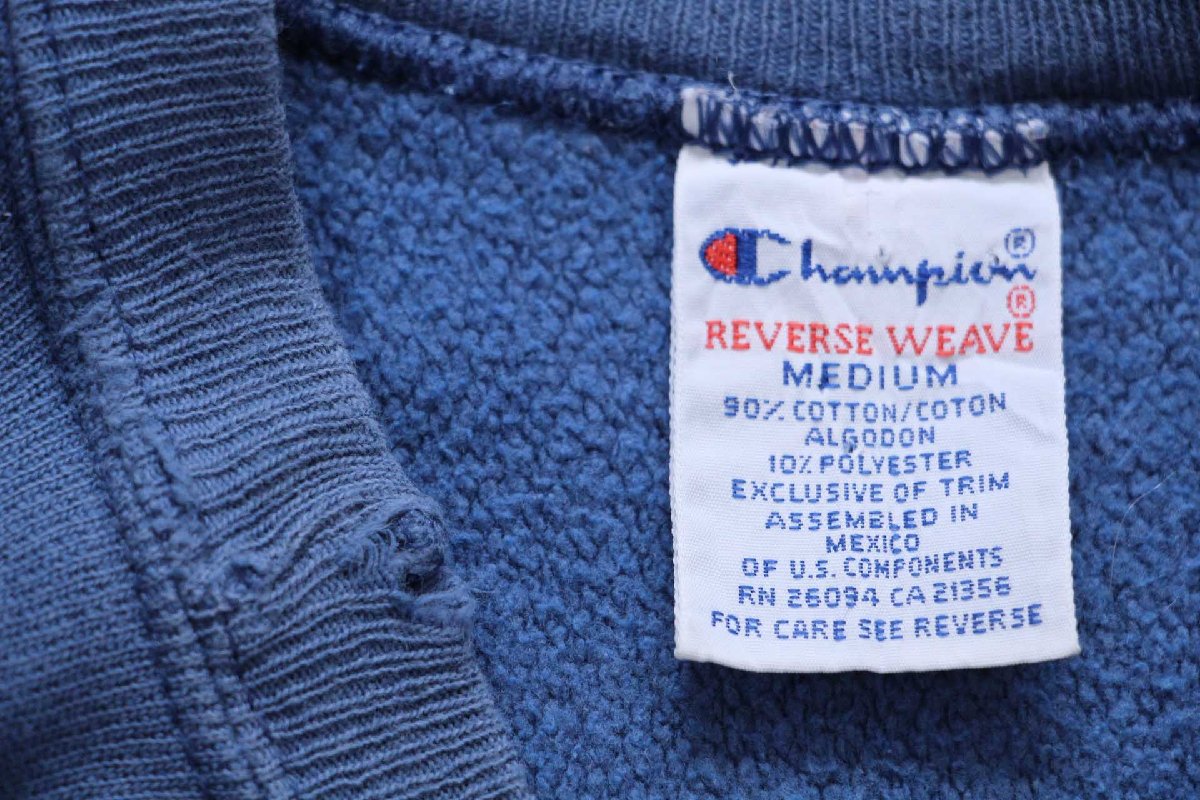 Champion®
®
REVERSE WEAVE
MEDIUM
90% COTTON/COTON
ALGODON
10% POLYESTER
EXCLUSIVE OF TRIM
ASSEMBLED IN
MEXICO
OF U.S. COMPONENTS
RN 26094 CA 21356
FOR CARE SEE REVERSE